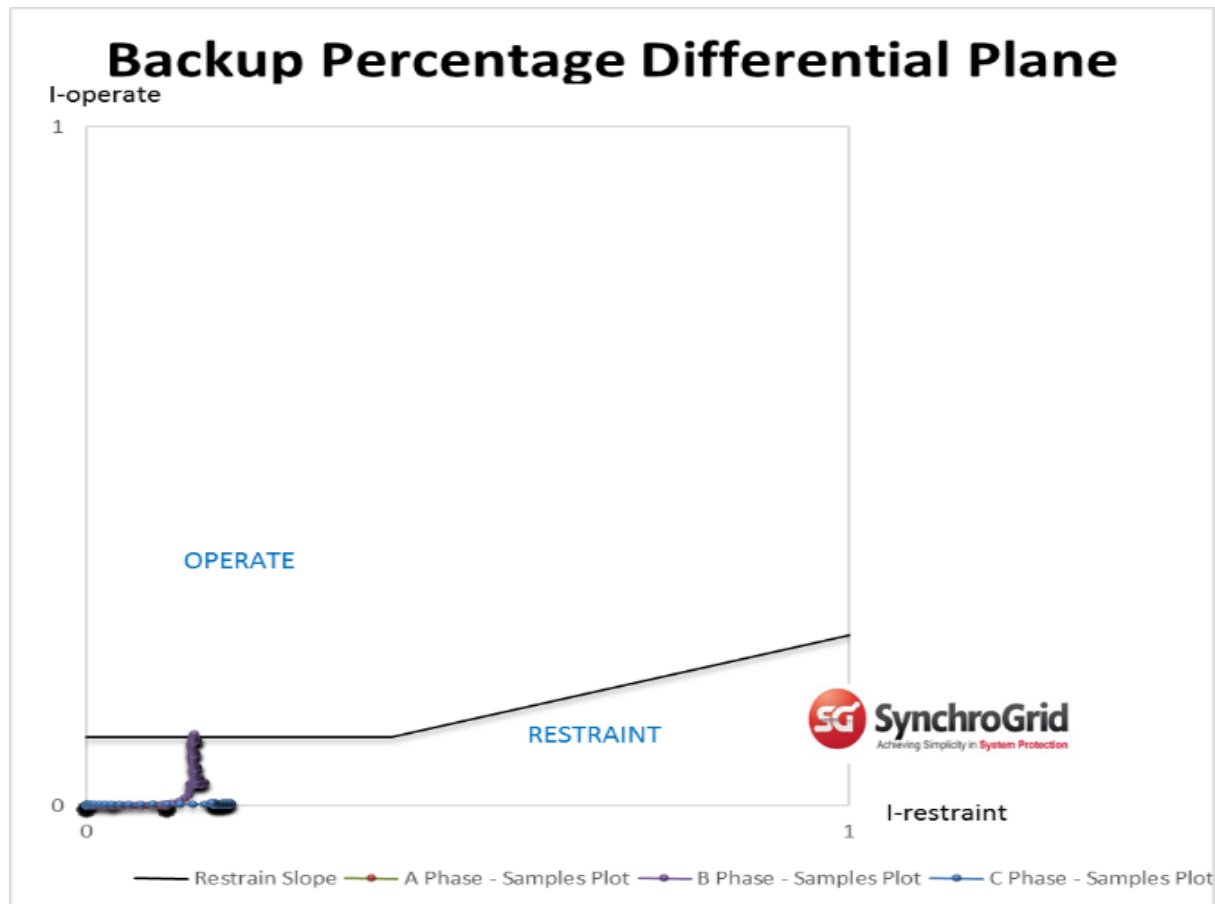 Backup Percentage Differential Plane
I-operate
1
OPERATE
RESTRAINT
SG SynchroGrid
Achieving Simplicity in System Protection
0
I-restraint
0 1
Restrain Slope A Phase - Samples Plot B Phase - Samples Plot C Phase - Samples Plot